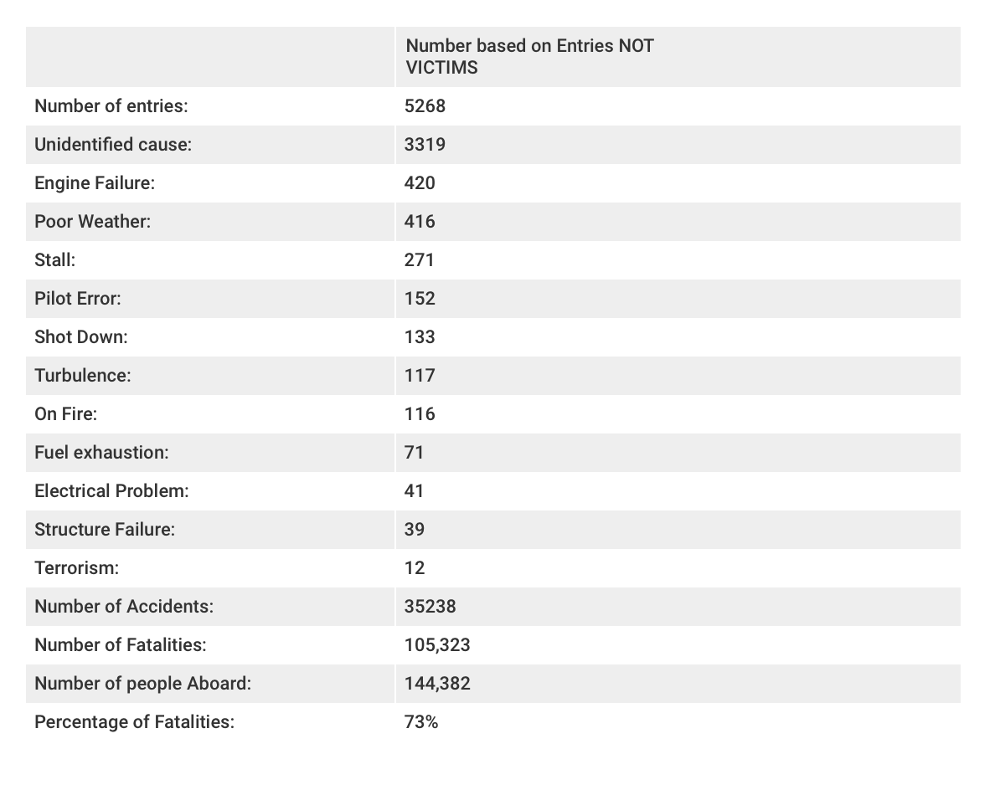 Number based on Entries NOT
VICTIMS
Number of entries: 5268
Unidentified cause: 3319
Engine Failure: 420
Poor Weather: 416
Stall: 271
Pilot Error: 152
Shot Down: 133
Turbulence: 117
On Fire: 116
Fuel exhaustion: 71
Electrical Problem: 41
Structure Failure: 39
Terrorism: 12
Number of Accidents: 35238
Number of Fatalities: 105,323
Number of people Aboard: 144,382
Percentage of Fatalities: 73%